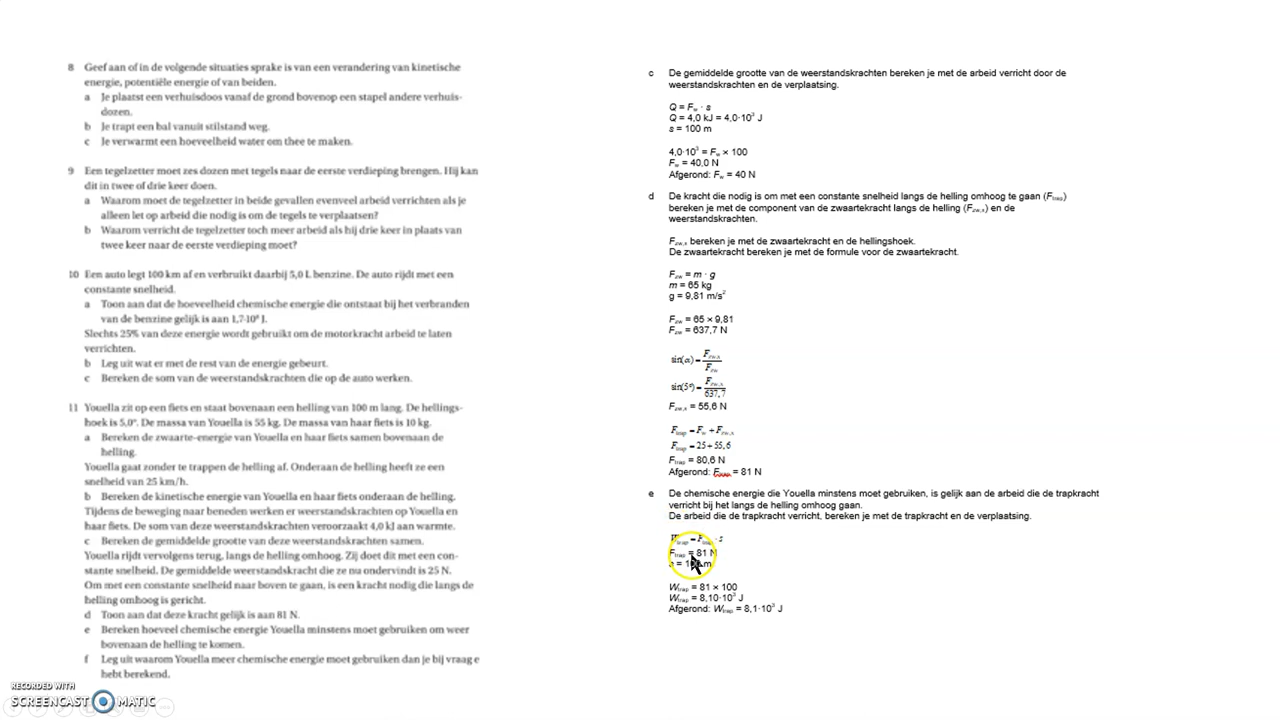 8 Geef aan of in de volgende situaties sprake is van een verandering van kinetische
energie, potentiële energie of van beiden.
a Je plaatst een verhuisdoos vanaf de grond bovenop een stapel andere verhuis-
dozen.
b Je trapt een bal vanuit stilstand weg.
c Je verwarmt een hoeveelheid water om thee te maken.
9 Een tegelzetter moet zes dozen met tegels naar de eerste verdieping brengen. Hij kan
dit in twee of drie keer doen.
a Waarom moet de tegelzetter in beide gevallen evenveel arbeid verrichten als je
alleen let op arbeid die nodig is om de tegels te verplaatsen?
b Waarom verricht de tegelzetter toch meer arbeid als hij drie keer in plaats van
twee keer naar de eerste verdieping moet?
10 Een auto legt 100 km af en verbruikt daarbij 5,0 L benzine. De auto rijdt met een
constante snelheid.
a Toon aan dat de hoeveelheid chemische energie die ontstaat bij het verbranden
van de benzine gelijk is aan 1,7·10⁸ J.
Slechts 25% van deze energie wordt gebruikt om de motorkracht arbeid te laten
verrichten.
b Leg uit wat er met de rest van de energie gebeurt.
c Bereken de som van de weerstandskrachten die op de auto werken.
11 Youella zit op een fiets en staat bovenaan een helling van 100 m lang. De hellings-
hoek is 5,0°. De massa van Youella is 55 kg. De massa van haar fiets is 10 kg.
a Bereken de zwaarte-energie van Youella en haar fiets samen bovenaan de
helling.
Youella gaat zonder te trappen de helling af. Onderaan de helling heeft ze een
snelheid van 25 km/h.
b Bereken de kinetische energie van Youella en haar fiets onderaan de helling.
Tijdens de beweging naar beneden werken er weerstandskrachten op Youella en
haar fiets. De som van deze weerstandskrachten veroorzaakt 4,0 kJ aan warmte.
c Bereken de gemiddelde grootte van deze weerstandskrachten samen.
Youella rijdt vervolgens terug, langs de helling omhoog. Zij doet dit met een con-
stante snelheid. De gemiddelde weerstandskracht die ze nu ondervindt is 25 N.
Om met een constante snelheid naar boven te gaan, is een kracht nodig die langs de
helling omhoog is gericht.
d Toon aan dat deze kracht gelijk is aan 81 N.
e Bereken hoeveel chemische energie Youella minstens moet gebruiken om weer
bovenaan de helling te komen.
f Leg uit waarom Youella meer chemische energie moet gebruiken dan je bij vraag e
hebt berekend.
RECORDED WITH
SCREENCAST MATIC
c De gemiddelde grootte van de weerstandskrachten bereken je met de arbeid verricht door de
weerstandskrachten en de verplaatsing.
Q = Fw · s
Q = 4,0 kJ = 4,0·10³ J
s = 100 m
4,0·10³ = Fw × 100
Fw = 40,0 N
Afgerond: Fw = 40 N
d De kracht die nodig is om met een constante snelheid langs de helling omhoog te gaan (Ftrap)
bereken je met de component van de zwaartekracht langs de helling (Fzw,x) en de
weerstandskrachten.
Fzw,x bereken je met de zwaartekracht en de hellingshoek.
De zwaartekracht bereken je met de formule voor de zwaartekracht.
Fzw = m · g
m = 65 kg
g = 9,81 m/s²
Fzw = 65 × 9,81
Fzw = 637,7 N
sin(α) = Fzw,x / Fzw
sin(5°) = Fzw,x / 637,7
Fzw,x = 55,6 N
Ftrap = Fw + Fzw,x
Ftrap = 25 + 55,6
Ftrap = 80,6 N
Afgerond: Ftrap = 81 N
e De chemische energie die Youella minstens moet gebruiken, is gelijk aan de arbeid die de trapkracht
verricht bij het langs de helling omhoog gaan.
De arbeid die de trapkracht verricht, bereken je met de trapkracht en de verplaatsing.
Wtrap = Ftrap · s
Ftrap = 81 N
s = 100 m
Wtrap = 81 × 100
Wtrap = 8,10·10³ J
Afgerond: Wtrap = 8,1·10³ J